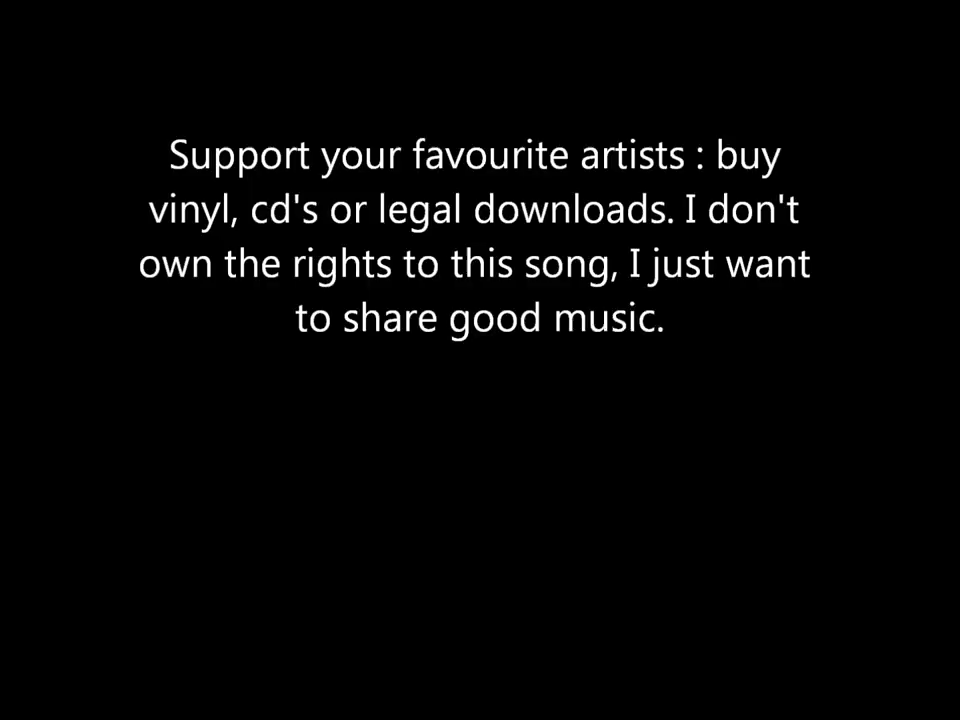 Support your favourite artists : buy
vinyl, cd's or legal downloads. I don't
own the rights to this song, I just want
to share good music.